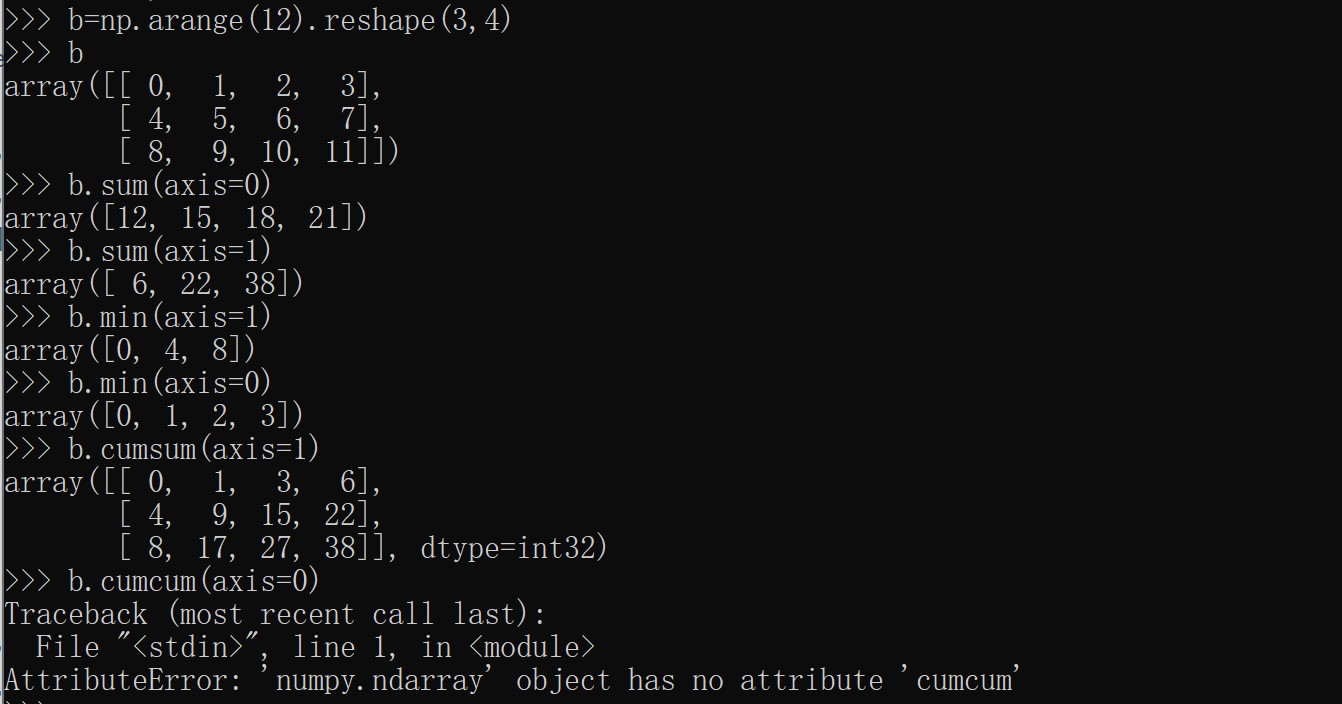 >>> b=np.arange(12).reshape(3,4)
>>> b
array([[ 0,  1,  2,  3],
       [ 4,  5,  6,  7],
       [ 8,  9, 10, 11]])
>>> b.sum(axis=0)
array([12, 15, 18, 21])
>>> b.sum(axis=1)
array([ 6, 22, 38])
>>> b.min(axis=1)
array([0, 4, 8])
>>> b.min(axis=0)
array([0, 1, 2, 3])
>>> b.cumsum(axis=1)
array([[ 0,  1,  3,  6],
       [ 4,  9, 15, 22],
       [ 8, 17, 27, 38]], dtype=int32)
>>> b.cumcum(axis=0)
Traceback (most recent call last):
  File "<stdin>", line 1, in <module>
AttributeError: 'numpy.ndarray' object has no attribute 'cumcum'
>>>